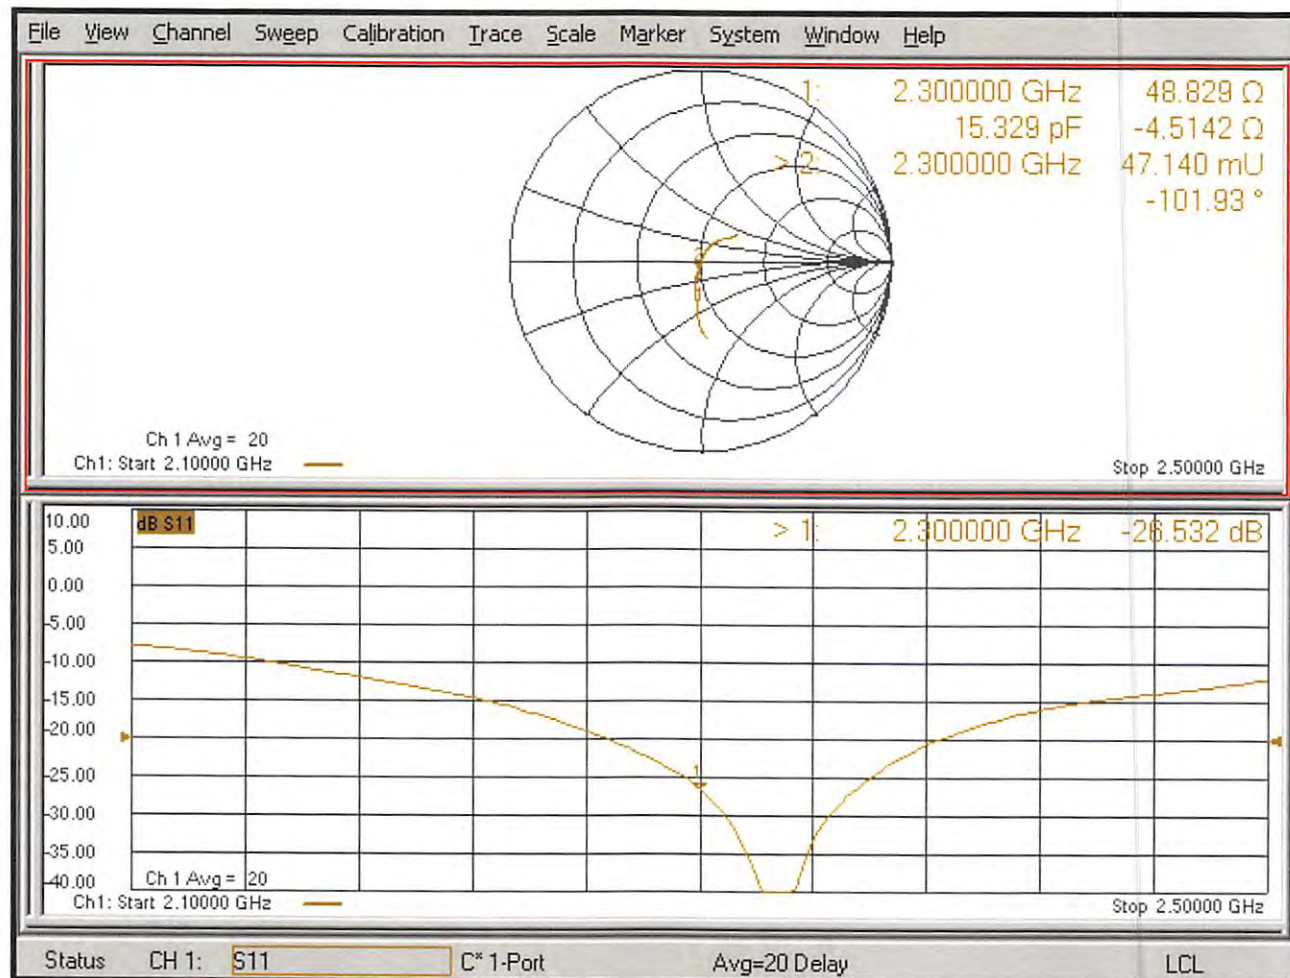 File View Channel Sweep Calibration Trace Scale Marker System Window Help
1: 2.300000 GHz 48.829 Ω
15.329 pF -4.5142 Ω
> 2: 2.300000 GHz 47.140 mU
-101.93 °
Ch 1 Avg = 20
Ch1: Start 2.10000 GHz
Stop 2.50000 GHz
10.00
dB S11
> 1: 2.300000 GHz -26.532 dB
5.00
0.00
-5.00
-10.00
-15.00
-20.00
-25.00
1
-30.00
-35.00
-40.00
Ch 1 Avg = 20
Ch1: Start 2.10000 GHz
Stop 2.50000 GHz
Status CH 1: S11 C* 1-Port Avg=20 Delay LCL